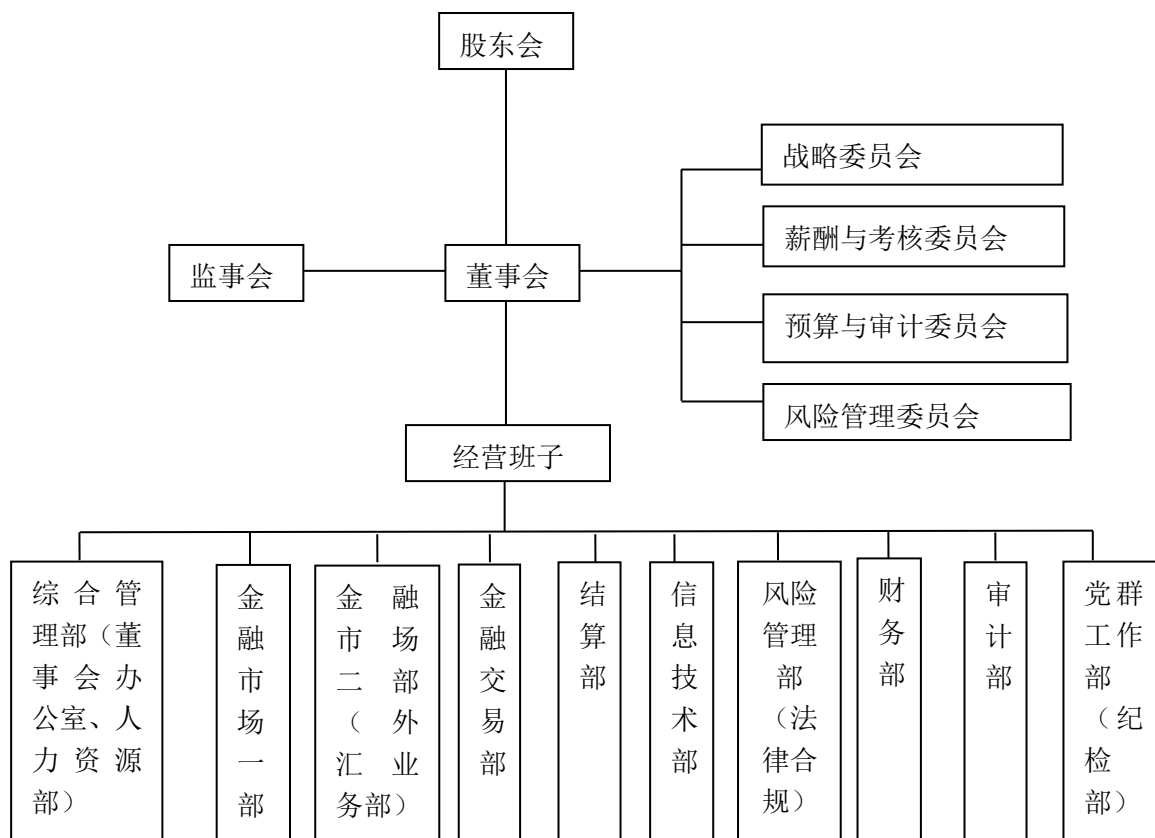 股东会
战略委员会
薪酬与考核委员会
监事会
董事会
预算与审计委员会
风险管理委员会
经营班子
综合管
理部（董
事会办
公室、人
力资源
部）
金
融
市
场
一
部
金融
市场
二部
（外
汇业
务部）
金
融
交
易
部
结
算
部
信
息
技
术
部
风险
管理
部
（法
律合
规）
财
务
部
审
计
部
党群
工作
部
（纪
检
部）